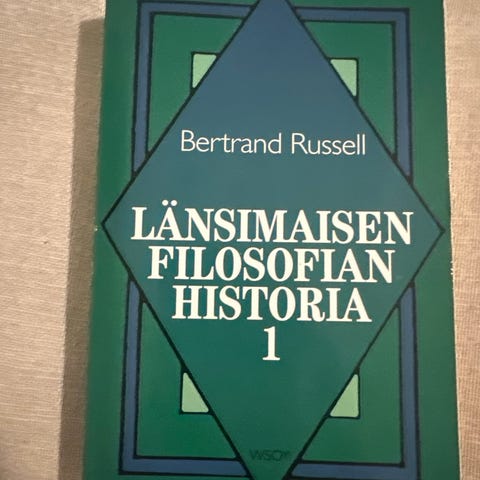 Bertrand Russell
LÄNSIMAISEN
FILOSOFIAN
HISTORIA
1
WSOY